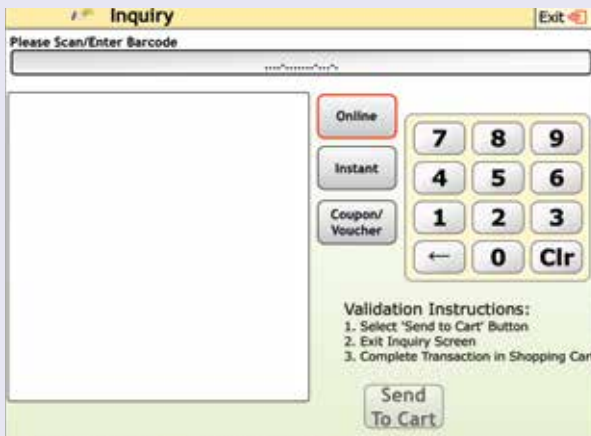 Inquiry
Exit
Please Scan/Enter Barcode
....-.......-...-.
Online
7 8 9
Instant
4 5 6
Coupon/
Voucher
1 2 3
← 0 Clr
Validation Instructions:
1. Select 'Send to Cart' Button
2. Exit Inquiry Screen
3. Complete Transaction in Shopping Car
Send
To Cart